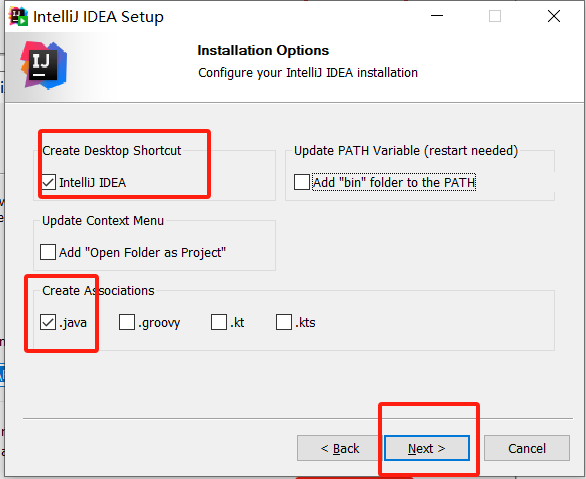 IntelliJ IDEA Setup
IJ
Installation Options
Configure your IntelliJ IDEA installation
Create Desktop Shortcut
IntelliJ IDEA
Update PATH Variable (restart needed)
Add "bin" folder to the PATH
Update Context Menu
Add "Open Folder as Project"
Create Associations
.java
.groovy
.kt
.kts
< Back
Next >
Cancel